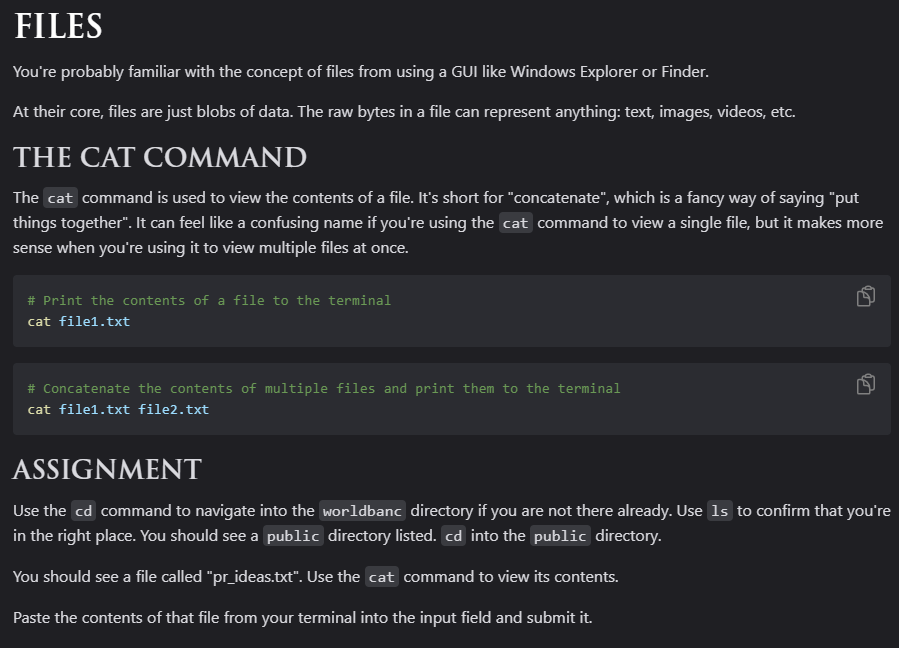 FILES
You're probably familiar with the concept of files from using a GUI like Windows Explorer or Finder.
At their core, files are just blobs of data. The raw bytes in a file can represent anything: text, images, videos, etc.
THE CAT COMMAND
The cat command is used to view the contents of a file. It's short for "concatenate", which is a fancy way of saying "put
things together". It can feel like a confusing name if you're using the cat command to view a single file, but it makes more
sense when you're using it to view multiple files at once.
# Print the contents of a file to the terminal
cat file1.txt
# Concatenate the contents of multiple files and print them to the terminal
cat file1.txt file2.txt
ASSIGNMENT
Use the cd command to navigate into the worldbanc directory if you are not there already. Use ls to confirm that you're
in the right place. You should see a public directory listed. cd into the public directory.
You should see a file called "pr_ideas.txt". Use the cat command to view its contents.
Paste the contents of that file from your terminal into the input field and submit it.